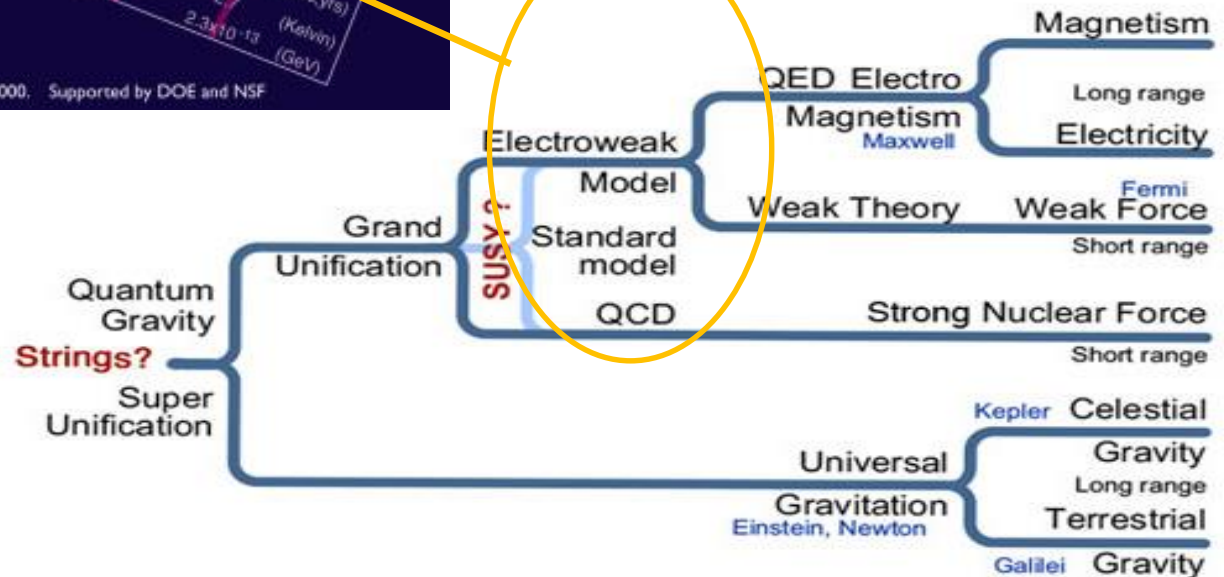 yrs)
(Kelvin)
2.3x10-13 (GeV)
000. Supported by DOE and NSF
Magnetism
QED Electro
Magnetism
Maxwell
Long range
Electricity
Electroweak
Model
Fermi
Weak Theory
Weak Force
Short range
SUSY ?
Standard
model
Grand
Unification
QCD
Strong Nuclear Force
Short range
Quantum
Gravity
Strings?
Super
Unification
Kepler Celestial
Gravity
Long range
Universal
Gravitation
Einstein, Newton
Terrestrial
Galilei Gravity